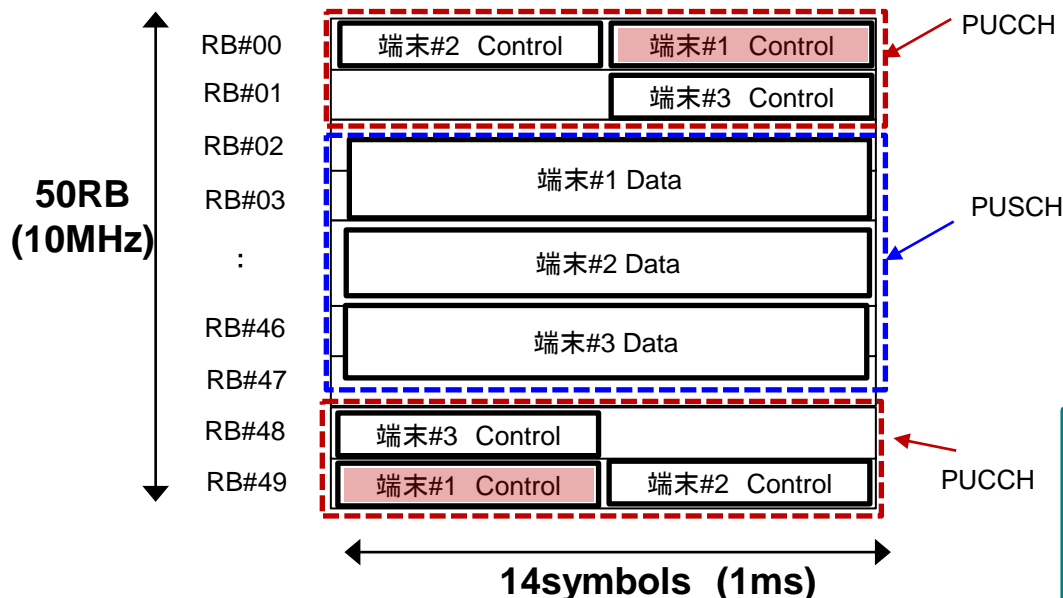 RB#00
端末#2 Control
端末#1 Control
PUCCH
RB#01
端末#3 Control
RB#02
端末#1 Data
50RB
(10MHz)
RB#03
PUSCH
:
端末#2 Data
RB#46
端末#3 Data
RB#47
RB#48
端末#3 Control
RB#49
端末#1 Control
端末#2 Control
PUCCH
14symbols (1ms)